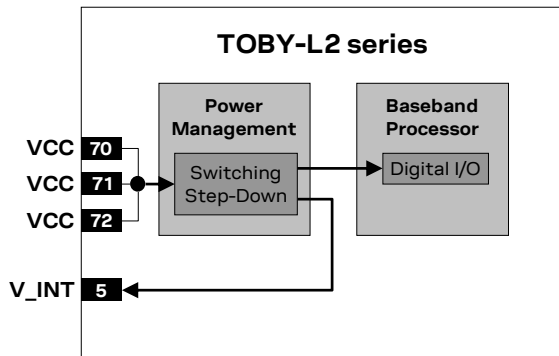 TOBY-L2 series
Power
Management
Baseband
Processor
VCC 70
VCC 71
VCC 72
Switching
Step-Down
Digital I/O
V_INT 5